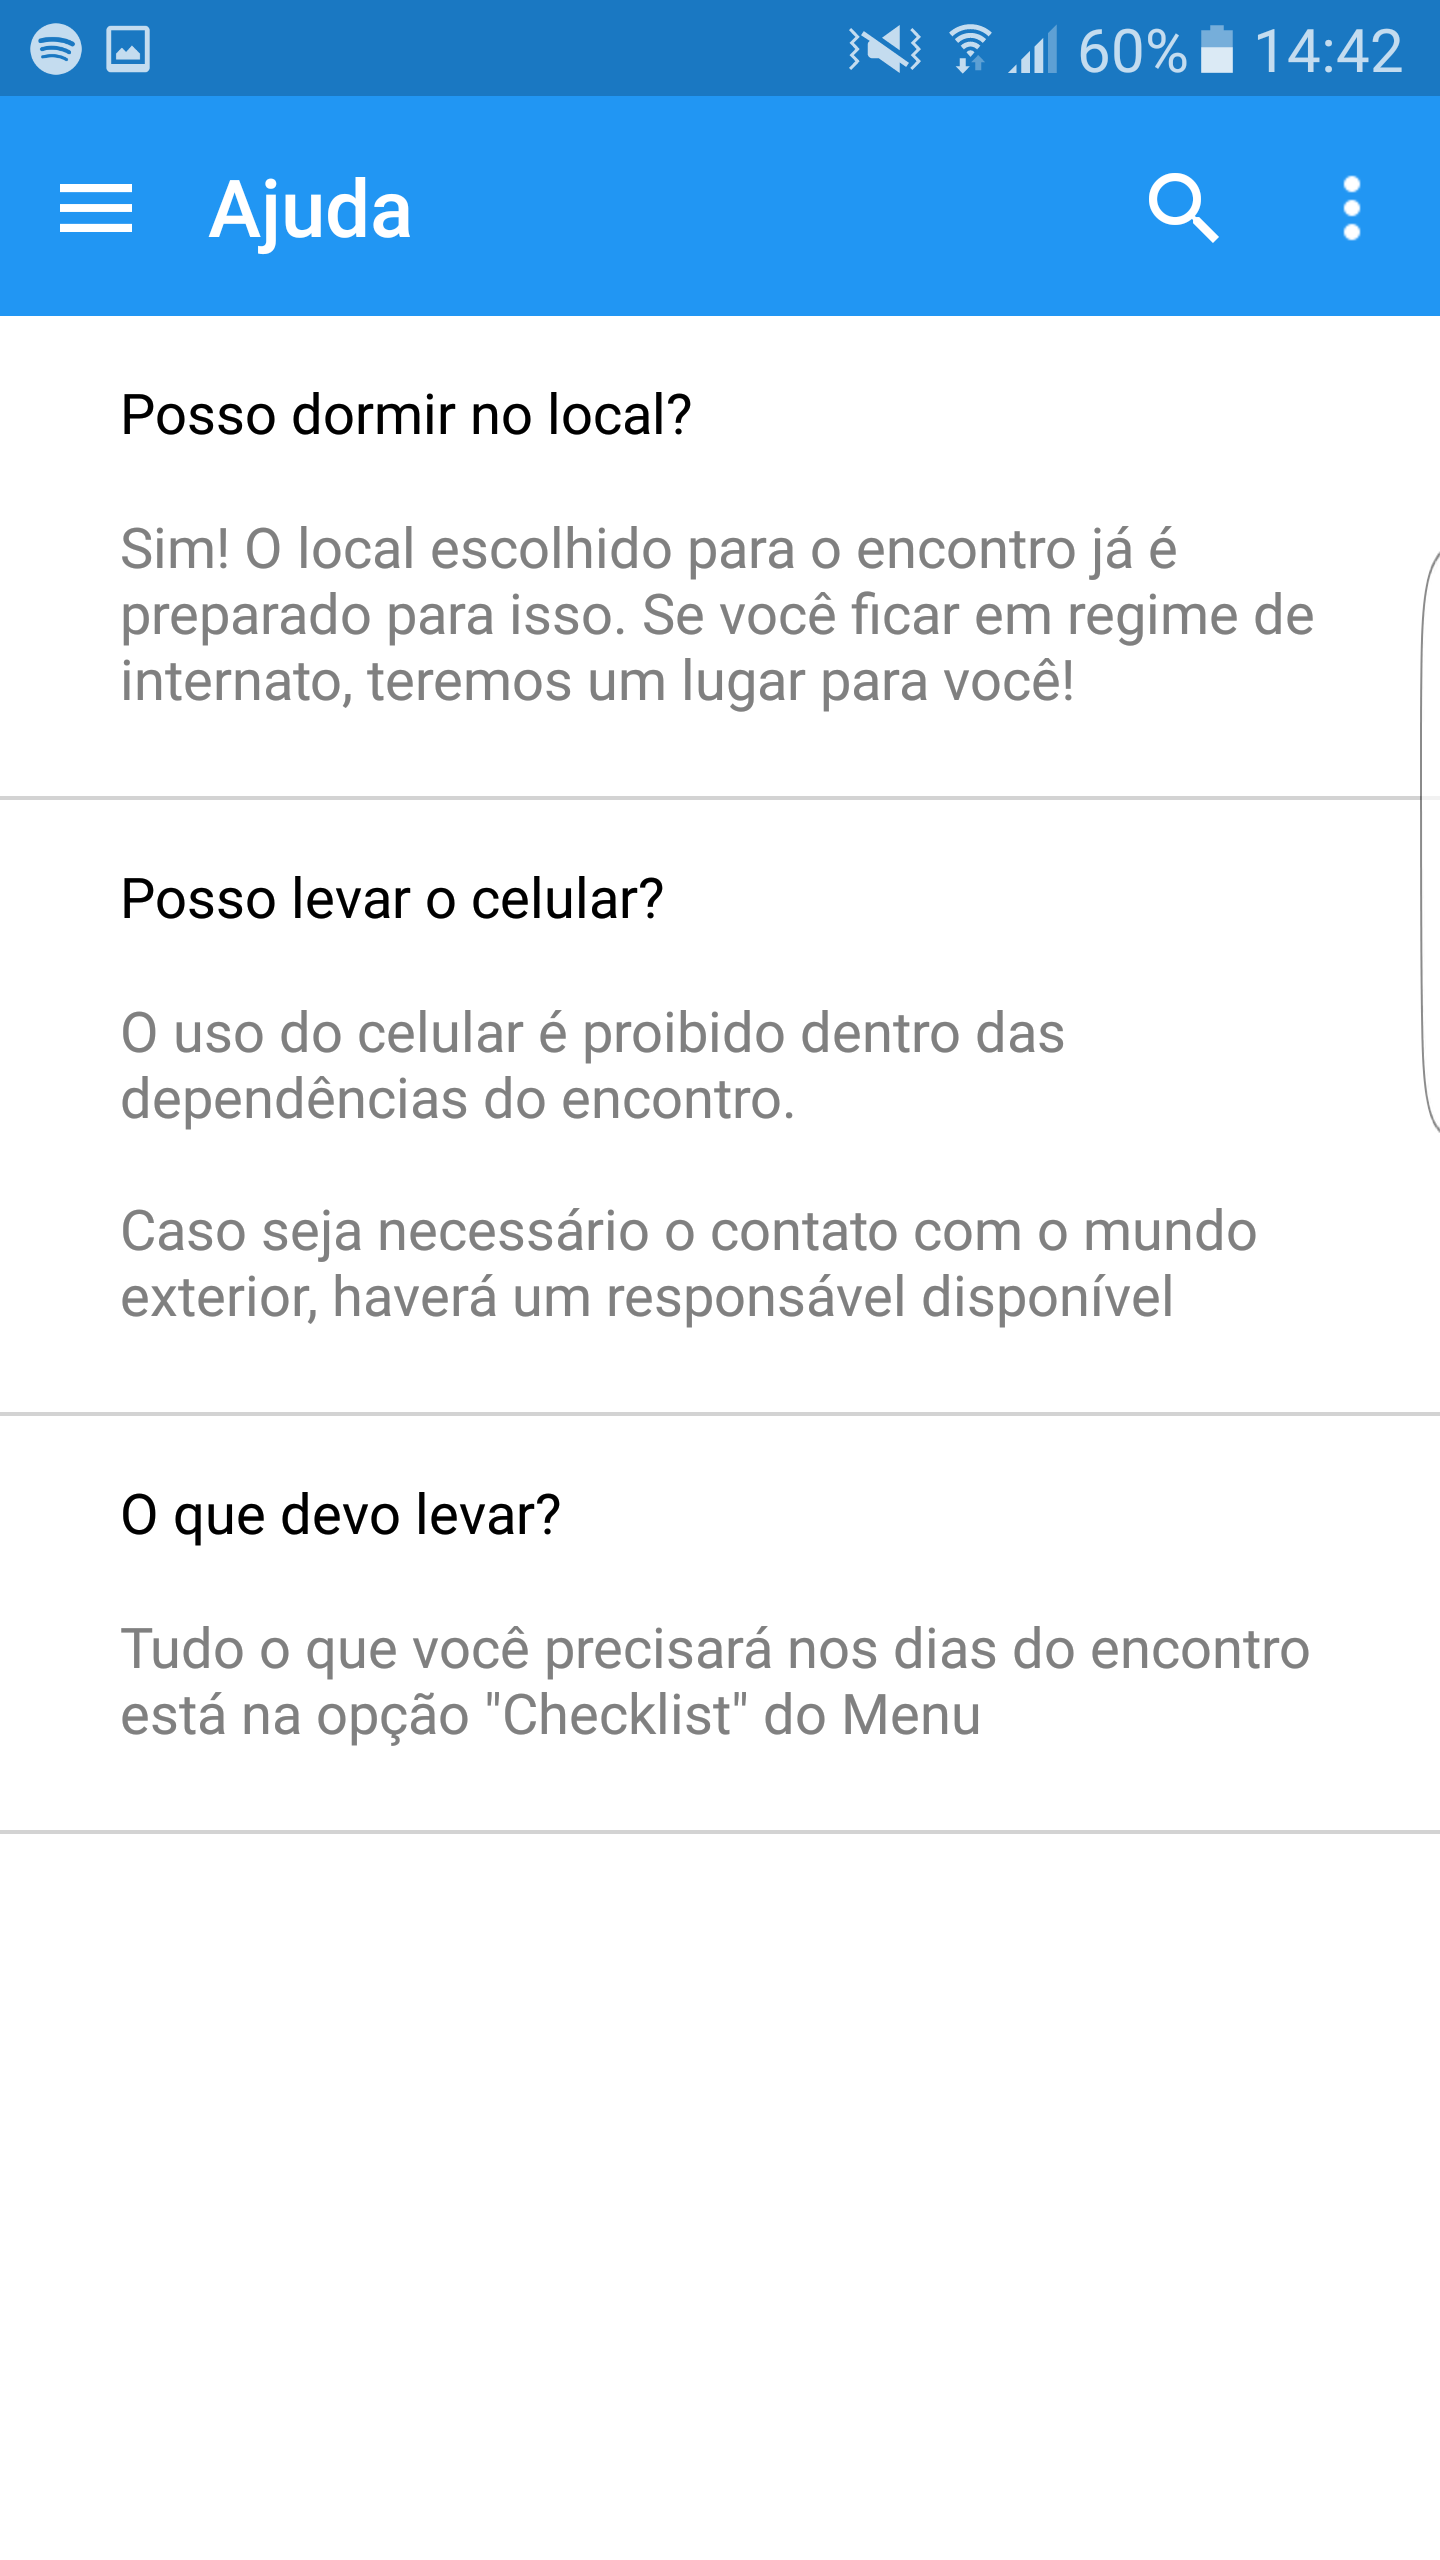 60% 14:42
Ajuda
Posso dormir no local?
Sim! O local escolhido para o encontro já é
preparado para isso. Se você ficar em regime de
internato, teremos um lugar para você!
Posso levar o celular?
O uso do celular é proibido dentro das
dependências do encontro.
Caso seja necessário o contato com o mundo
exterior, haverá um responsável disponível
O que devo levar?
Tudo o que você precisará nos dias do encontro
está na opção "Checklist" do Menu